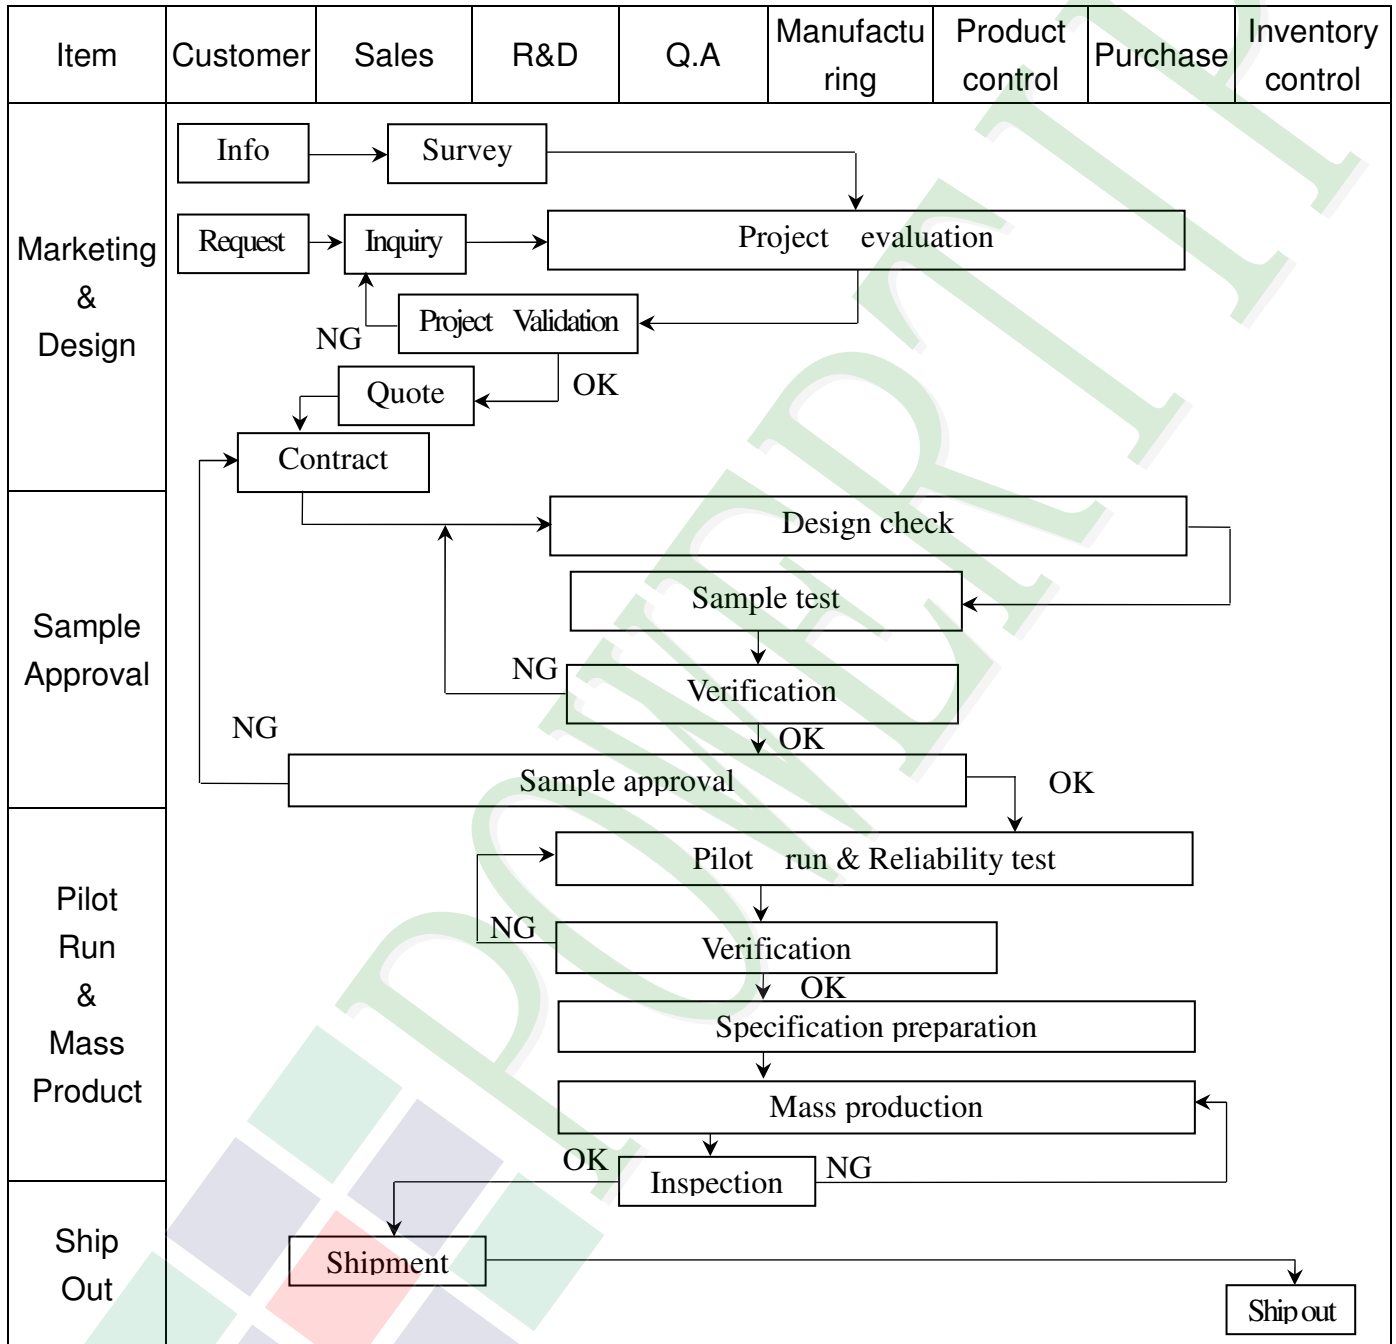 Item
Customer
Sales
R&D
Q.A
Manufactu
ring
Product
control
Purchase
Inventory
control
Marketing
&
Design
Info
Survey
Request
Inquiry
Project evaluation
Project Validation
NG
OK
Quote
Contract
Sample
Approval
Design check
Sample test
NG
Verification
OK
NG
Sample approval
OK
Pilot
Run
&
Mass
Product
Pilot run & Reliability test
NG
Verification
OK
Specification preparation
Mass production
OK
Inspection
NG
Ship
Out
Shipment
Ship out
POWERTIP